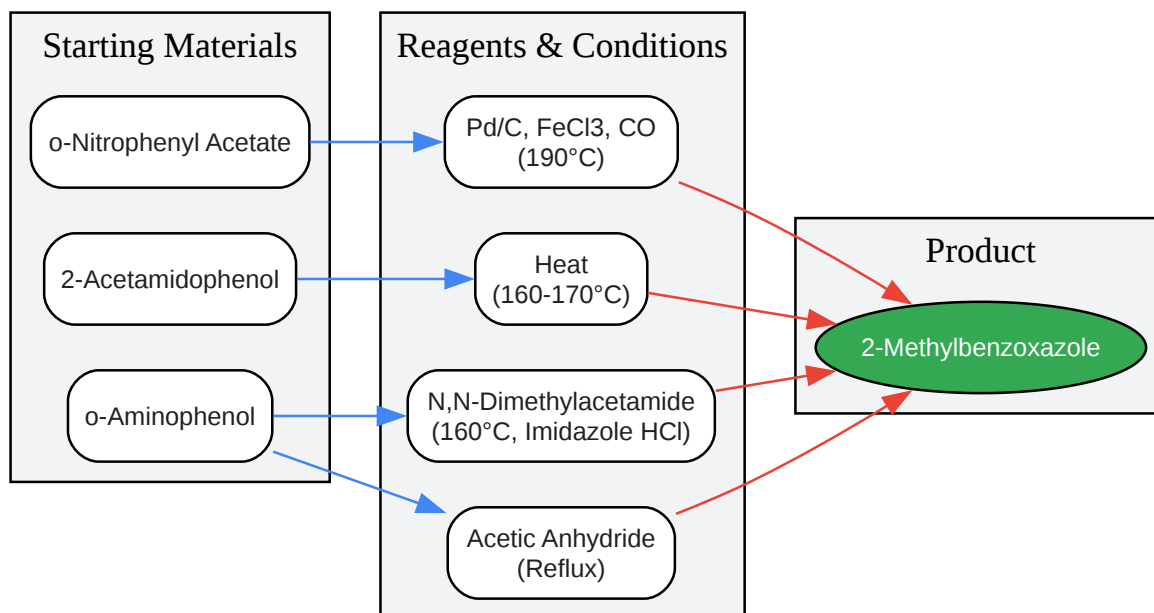 Starting Materials
o-Nitrophenyl Acetate
2-Acetamidophenol
o-Aminophenol
Reagents & Conditions
Pd/C, FeCl3, CO
(190°C)
Heat
(160-170°C)
N,N-Dimethylacetamide
(160°C, Imidazole HCl)
Acetic Anhydride
(Reflux)
Product
2-Methylbenzoxazole